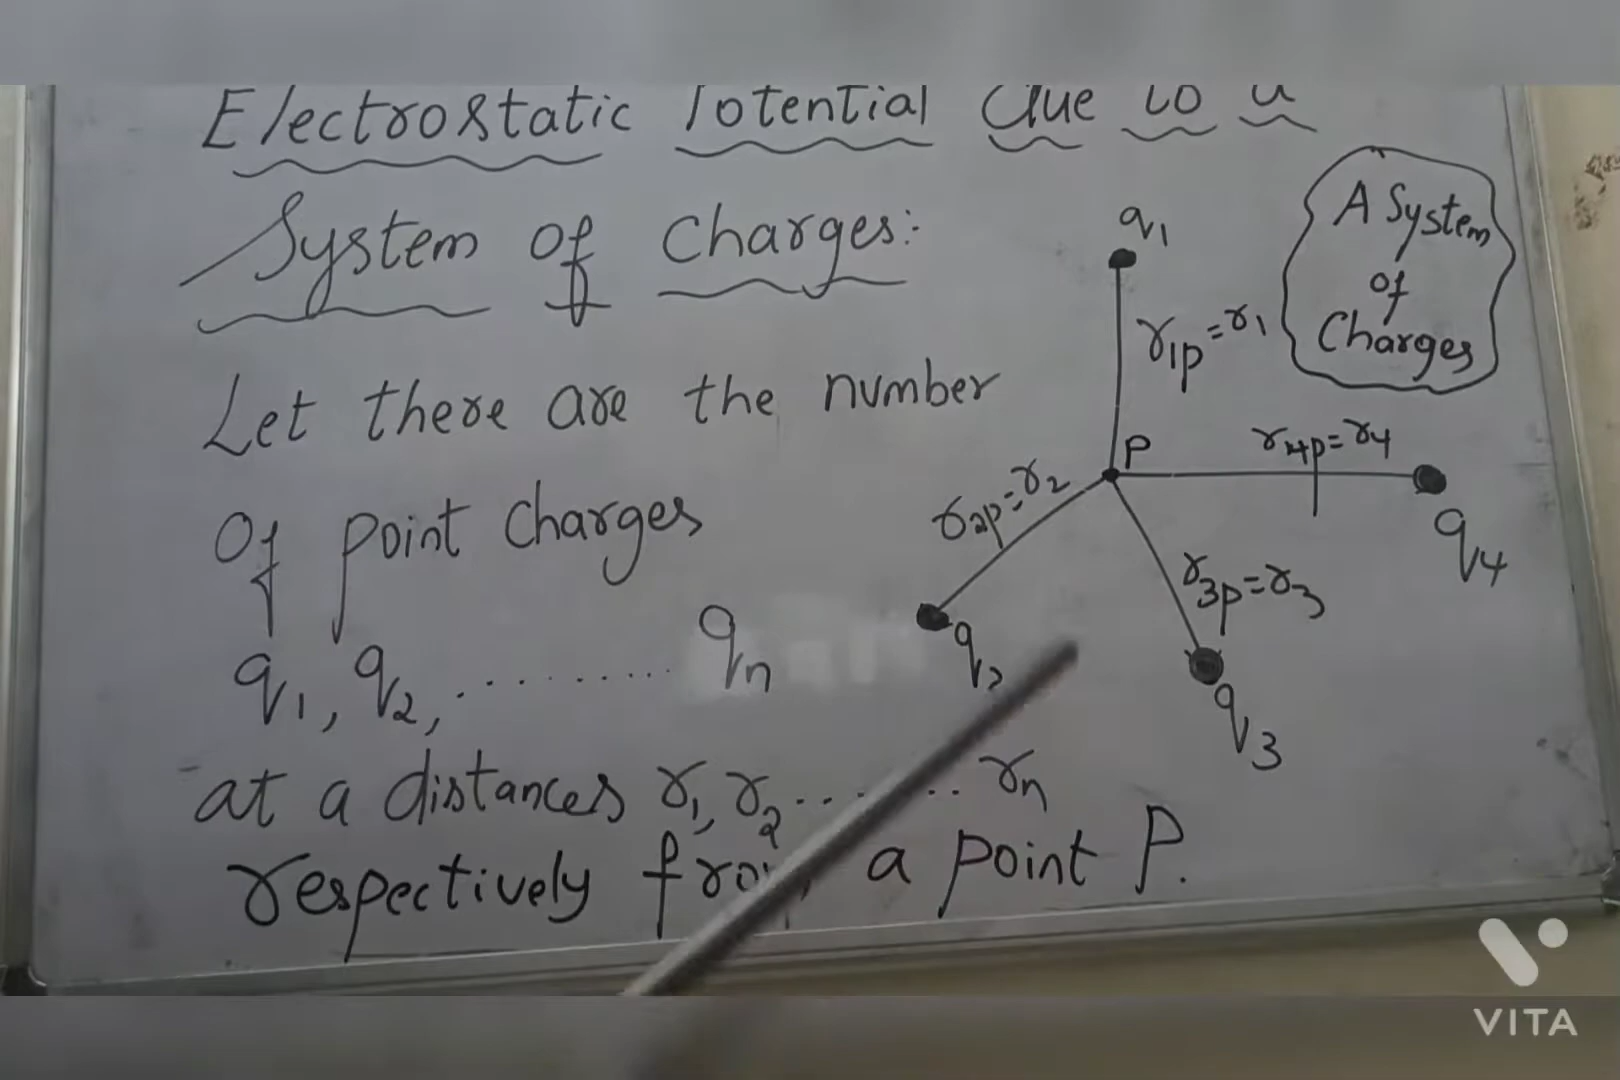 Electrostatic Potential due to a
System of Charges:
Let there are the number
Of point charges
q1, q2, ......... qn
at a distances r1, r2 ......... rn
respectively from a point P.
q1
r1p=r1
A System
of
Charges
P
r4p=r4
q4
r2p=r2
q2
r3p=r3
q3
VITA